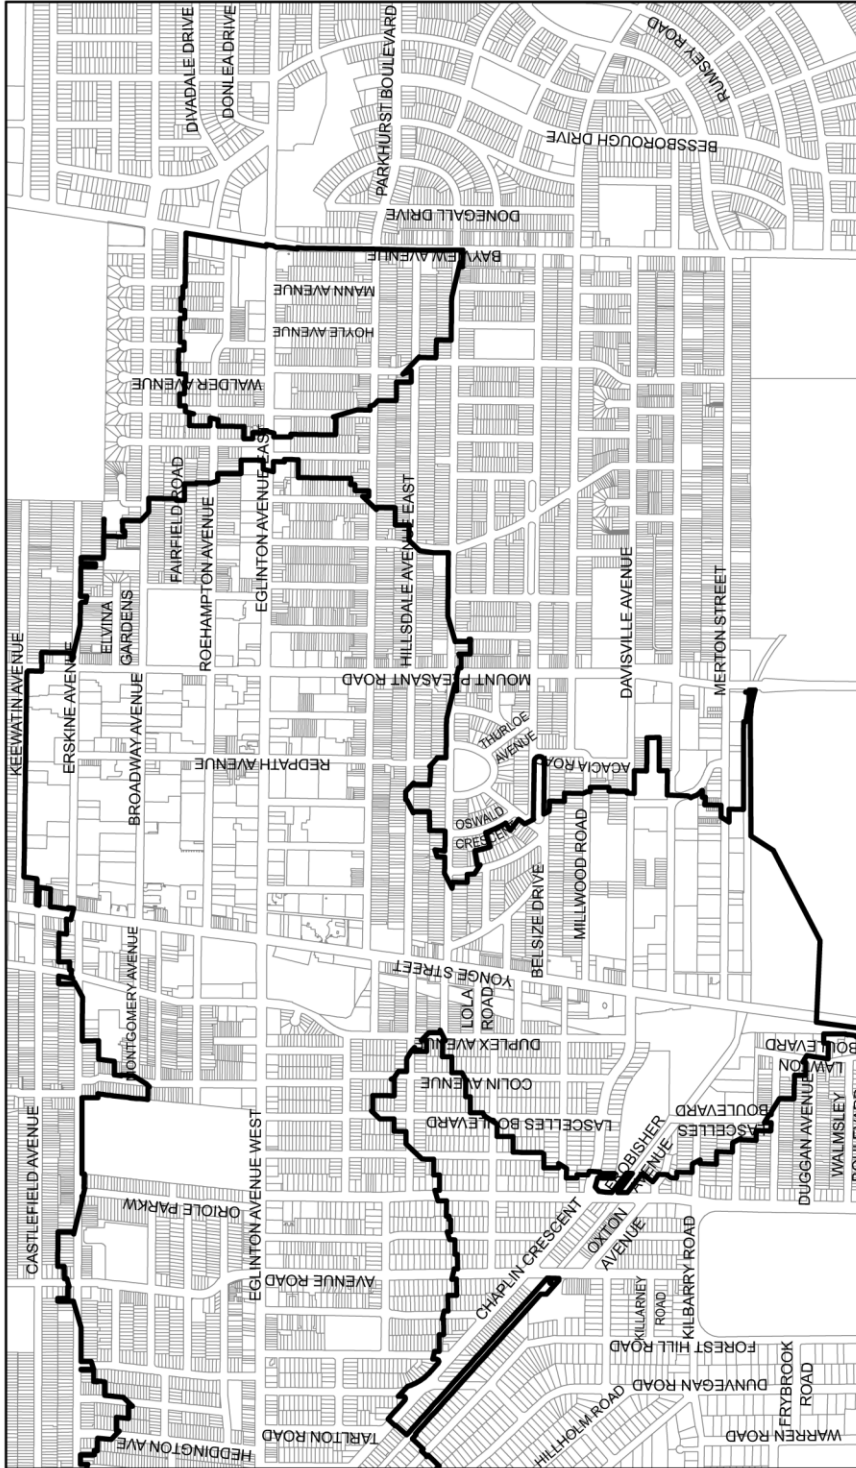 DIVADALE DRIVE
DONLEA DRIVE
PARKHURST BOULEVARD
RUMSEY ROAD
BESSBOROUGH DRIVE
DONEGALL DRIVE
BAYVIEW AVENUE
MANN AVENUE
HOYLE AVENUE
WALDER AVENUE
FAIRFIELD ROAD
ROEHAMPTON AVENUE
EGLINTON AVENUE EAST
HILLSDALE AVENUE EAST
KEEWATIN AVENUE
ERSKINE AVENUE
ELVINA
GARDENS
BROADWAY AVENUE
REDPATH AVENUE
MOUNT PLEASANT ROAD
DAVISVILLE AVENUE
MERTON STREET
THURLOE
AVENUE
ACACIA ROAD
OSWALD
CRESCENT
BELSIZE DRIVE
MILLWOOD ROAD
MONTGOMERY AVENUE
YONGE STREET
LOLA
ROAD
DUPLEX AVENUE
COLIN AVENUE
LASCELLES BOULEVARD
LASCELLES
BOULEVARD
LAWTON
BOULEVARD
DUGGAN AVENUE
WALMSLEY
BOULEVARD
CASTLEFIELD AVENUE
ORIOLE PARKW
EGLINTON AVENUE WEST
AVENUE ROAD
CHAPLIN CRESCENT
FROBISHER
AVENUE
OXTON
AVENUE
KILLARNEY
ROAD
KILBARRY ROAD
FOREST HILL ROAD
DUNVEGAN ROAD
FRYBROOK
ROAD
WARREN ROAD
HILLHOLM ROAD
TARLTON ROAD
HEDDINGTON AVE